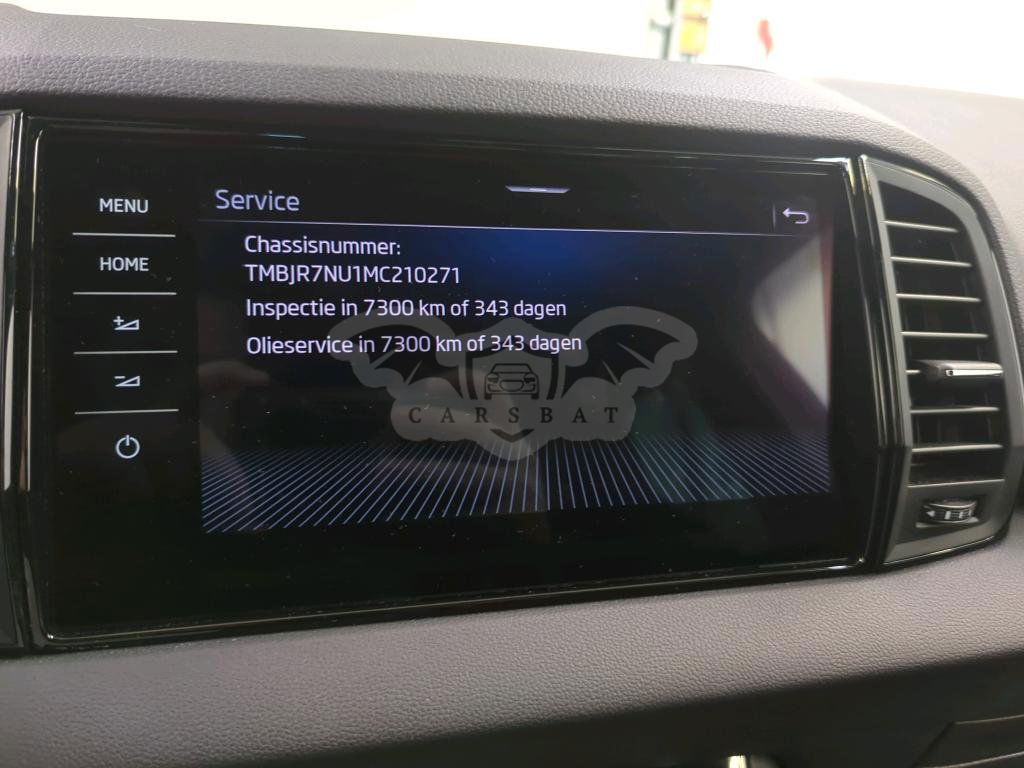 MENU
HOME
Service
Chassisnummer:
TMBJR7NU1MC210271
Inspectie in 7300 km of 343 dagen
Olieservice in 7300 km of 343 dagen
CARSBAT